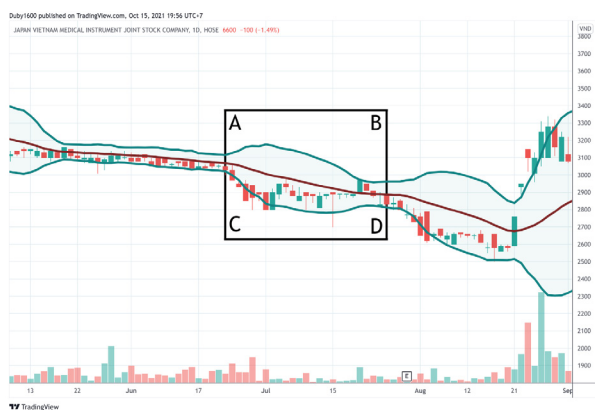 Duby1600 published on TradingView.com, Oct 15, 2021 19:56 UTC+7
JAPAN VIETNAM MEDICAL INSTRUMENT JOINT STOCK COMPANY, 1D, HOSE 6600 -100 (-1.49%)
VND
3800
3700
3600
3500
3400
3300
3200
3100
3000
2900
2800
2700
2600
2500
2400
2300
2200
2100
2000
1900
A B
C D
E
13 22 Jun 17 Jul 15 Aug 12 21 Sep
TradingView